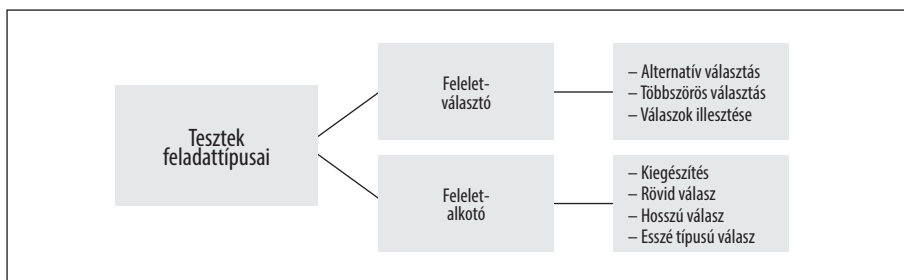 Tesztek
feladattípusai
Felelet-
választó
– Alternatív választás
– Többszörös választás
– Válaszok illesztése
Felelet-
alkotó
– Kiegészítés
– Rövid válasz
– Hosszú válasz
– Esszé típusú válasz